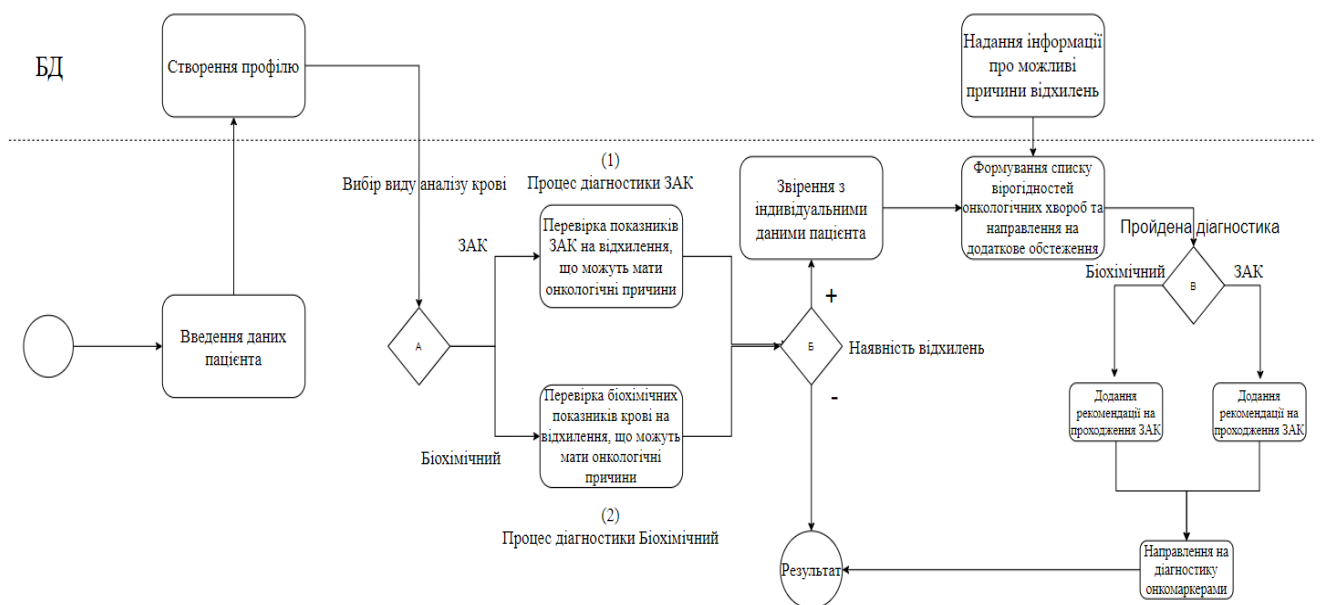 БД
Створення профілю
Надання інформації
про можливі
причини відхилень
Вибір виду аналізу крові
(1)
Процес діагностики ЗАК
ЗАК
Перевірка показників
ЗАК на відхилення,
що можуть мати
онкологічні причини
Звірення з
індивідуальними
даними пацієнта
Формування списку
вірогідностей
онкологічних хвороб та
направлення на
додаткове обстеження
Пройдена діагностика
Біохімічний
ЗАК
В
Введення даних
пацієнта
А
+
Б
Наявність відхилень
-
Перевірка біохімічних
показників крові на
відхилення, що можуть
мати онкологічні
причини
Біохімічний
(2)
Процес діагностики Біохімічний
Додання
рекомендації на
проходження ЗАК
Додання
рекомендації на
проходження ЗАК
Результат
Направлення на
діагностику
онкомаркерами